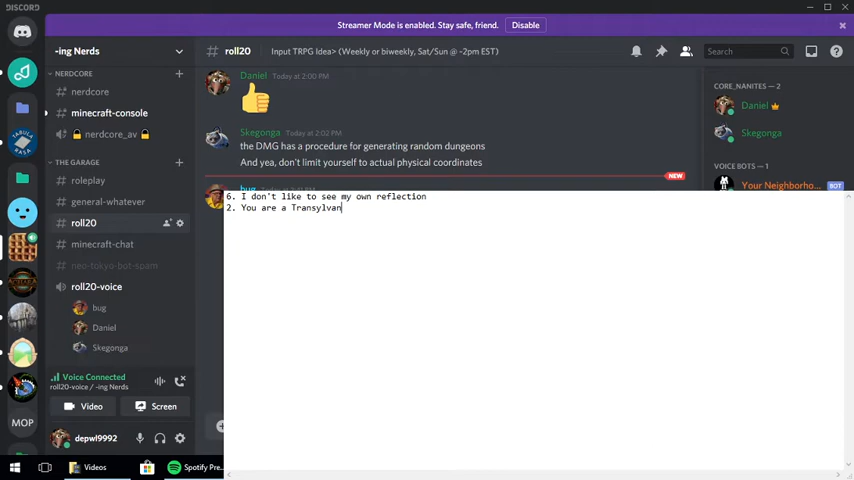 DISCORD
Streamer Mode is enabled. Stay safe, friend.
Disable
-ing Nerds
roll20
Input TRPG Idea> (Weekly or biweekly, Sat/Sun @ ~2pm EST)
Search
NERDCORE
nerdcore
minecraft-console
nerdcore_av
THE GARAGE
roleplay
general-whatever
roll20
minecraft-chat
neo-tokyo-bot-spam
roll20-voice
bug
Daniel
Skegonga
Voice Connected
roll20-voice / -ing Nerds
Video
Screen
MOP
depwl9992
Daniel Today at 2:00 PM
Skegonga Today at 2:02 PM
the DMG has a procedure for generating random dungeons
And yea, don't limit yourself to actual physical coordinates
NEW
bug
CORE_NANITES — 2
Daniel
Skegonga
VOICE BOTS — 1
Your Neighborho...
BOT
6. I don't like to see my own reflection
2. You are a Transylvan
TABULA
RASA
Videos
Spotify Pre...